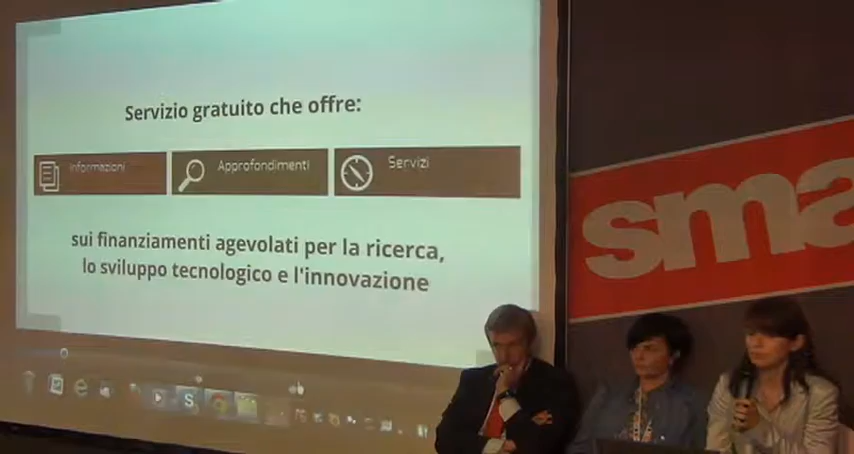 Servizio gratuito che offre:
Informazioni
Approfondimenti
Servizi
sui finanziamenti agevolati per la ricerca,
lo sviluppo tecnologico e l'innovazione
sma